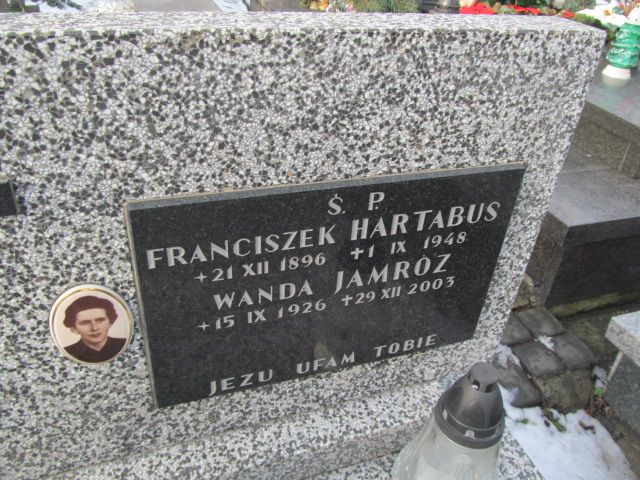 Ś. P.
FRANCISZEK HARTABUS
+21 XII 1896 +1 IX 1948
WANDA JAMRÓZ
+15 IX 1926 +29 XII 2003
JEZU UFAM TOBIE